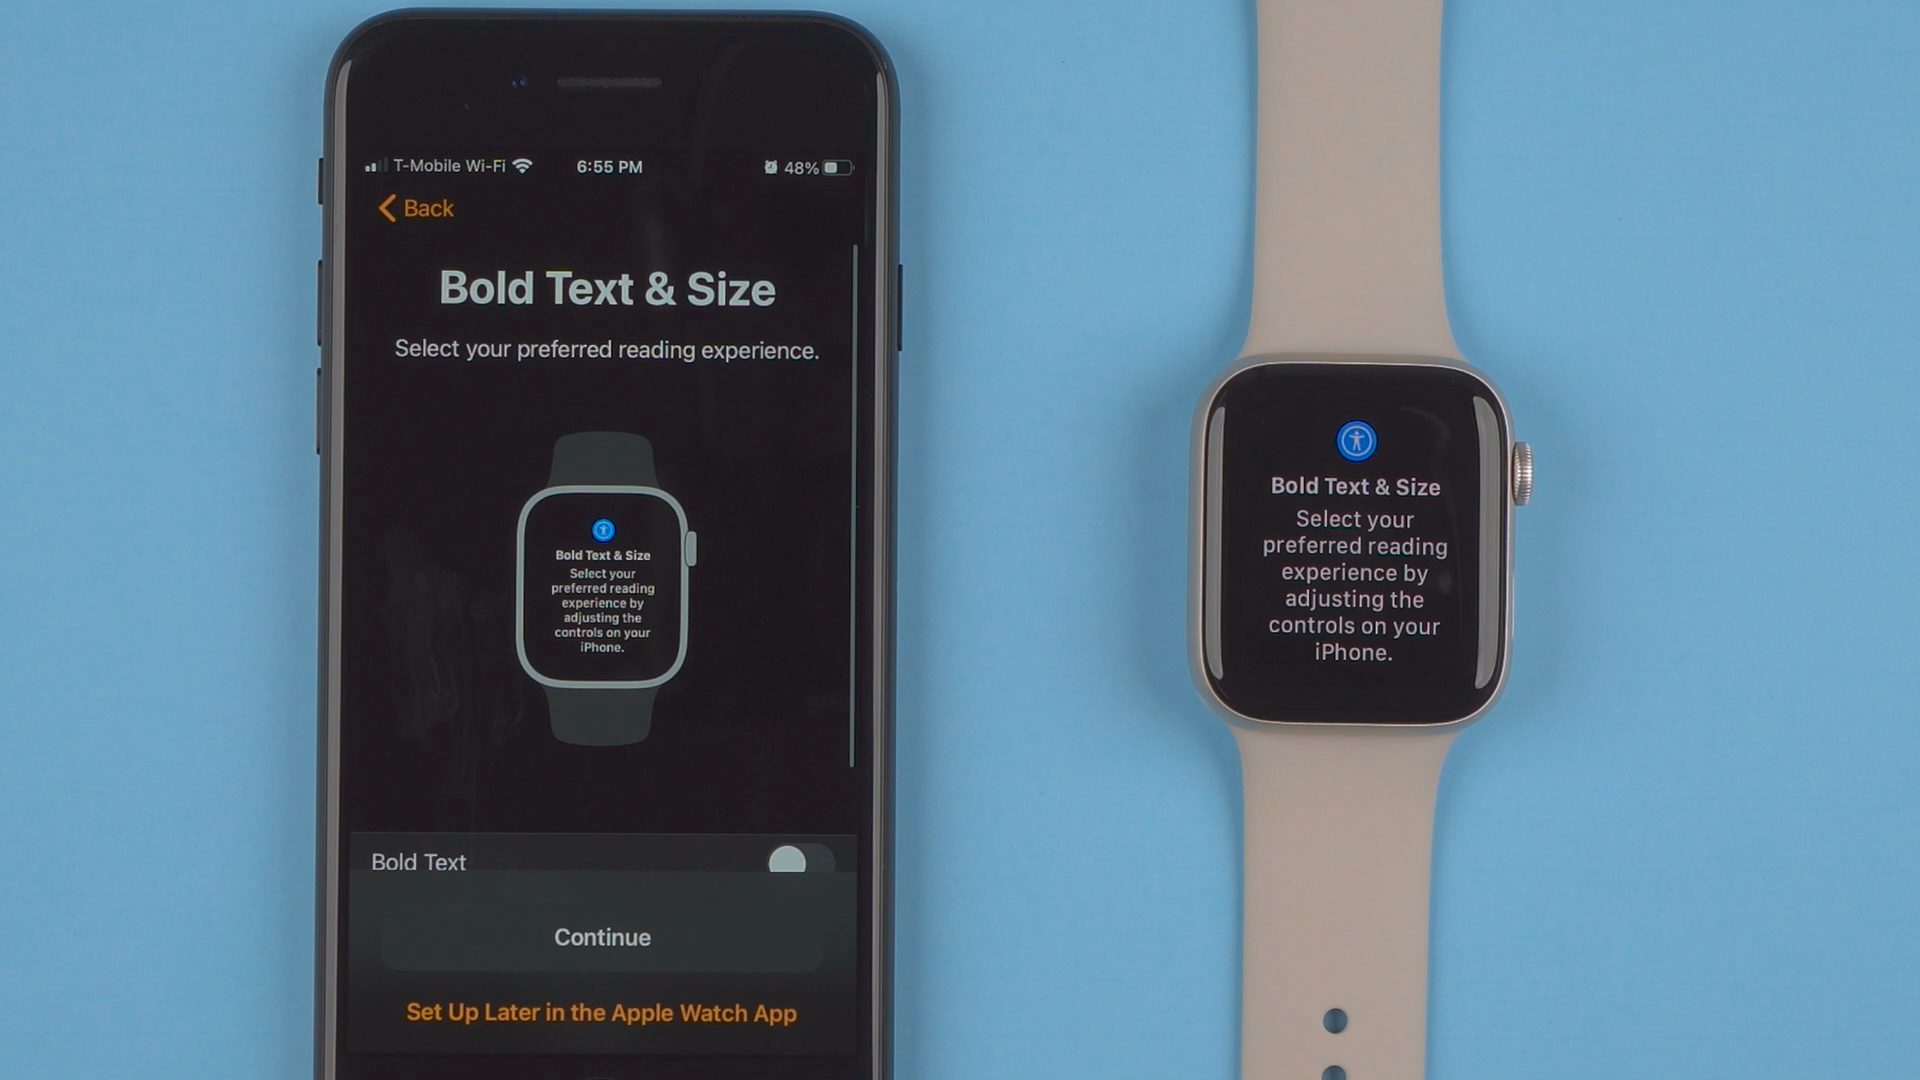 T-Mobile Wi-Fi 6:55 PM 48%
Back
Bold Text & Size
Select your preferred reading experience.
Bold Text & Size
Select your
preferred reading
experience by
adjusting the
controls on your
iPhone.
Bold Text
Continue
Set Up Later in the Apple Watch App
Bold Text & Size
Select your
preferred reading
experience by
adjusting the
controls on your
iPhone.